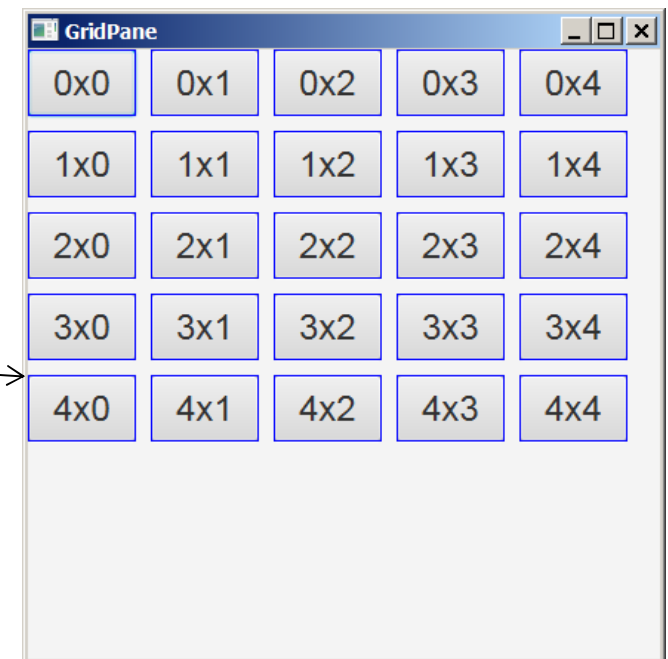 GridPane
0x0 0x1 0x2 0x3 0x4
1x0 1x1 1x2 1x3 1x4
2x0 2x1 2x2 2x3 2x4
3x0 3x1 3x2 3x3 3x4
4x0 4x1 4x2 4x3 4x4